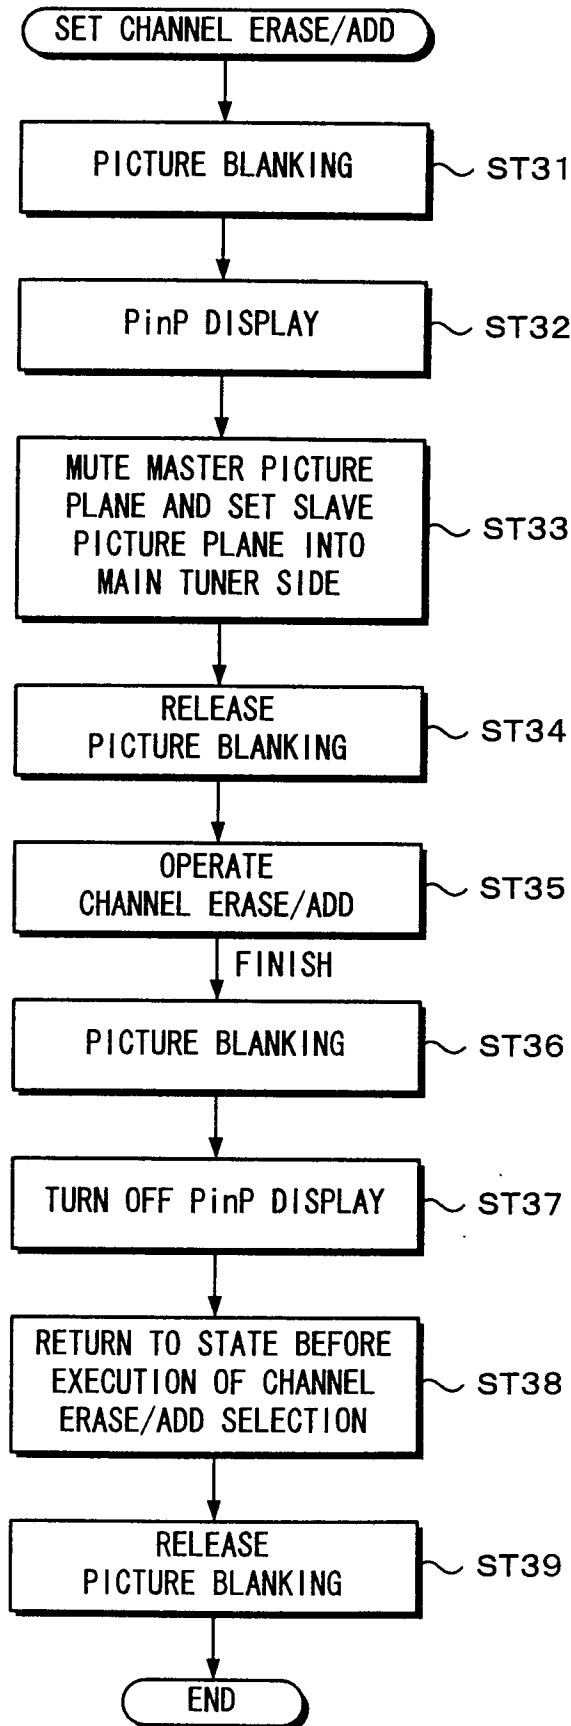 SET CHANNEL ERASE/ADD
PICTURE BLANKING
ST31
PinP DISPLAY
ST32
MUTE MASTER PICTURE
PLANE AND SET SLAVE
PICTURE PLANE INTO
MAIN TUNER SIDE
ST33
RELEASE
PICTURE BLANKING
ST34
OPERATE
CHANNEL ERASE/ADD
ST35
FINISH
PICTURE BLANKING
ST36
TURN OFF PinP DISPLAY
ST37
RETURN TO STATE BEFORE
EXECUTION OF CHANNEL
ERASE/ADD SELECTION
ST38
RELEASE
PICTURE BLANKING
ST39
END